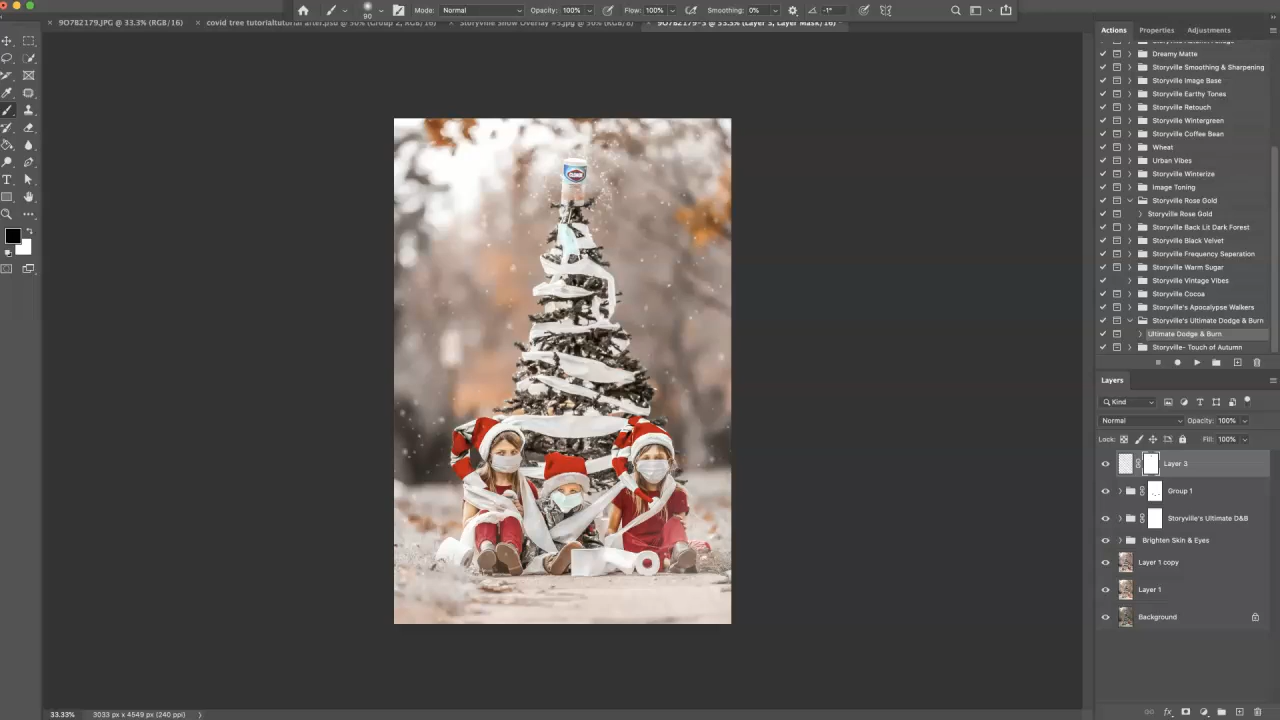 90
Mode: Normal Opacity: 100% Flow: 100% Smoothing: 0% -1°
9O7B2179.JPG @ 33.3% (RGB/16) covid tree tutorialtutorial after.psd @ 50% (Group 2, RGB/16) Storyville Snow Overlay +3.jpg @ 50% (RGB/8) 9O7B2179-3 @ 33.3% (Layer 3, Layer Mask/16)
Actions Properties Adjustments
Dreamy Matte
Storyville Smoothing & Sharpening
Storyville Image Base
Storyville Earthy Tones
Storyville Retouch
Storyville Wintergreen
Storyville Coffee Bean
Wheat
Urban Vibes
Storyville Winterize
Image Toning
Storyville Rose Gold
Storyville Rose Gold
Storyville Back Lit Dark Forest
Storyville Black Velvet
Storyville Frequency Seperation
Storyville Warm Sugar
Storyville Vintage Vibes
Storyville Cocoa
Storyville's Apocalypse Walkers
Storyville's Ultimate Dodge & Burn
Ultimate Dodge & Burn
Storyville- Touch of Autumn
Layers
Kind
Normal Opacity: 100%
Lock: Fill: 100%
Layer 3
Group 1
Storyville's Ultimate D&B
Brighten Skin & Eyes
Layer 1 copy
Layer 1
Background
33.33% 3033 px x 4549 px (240 ppi)